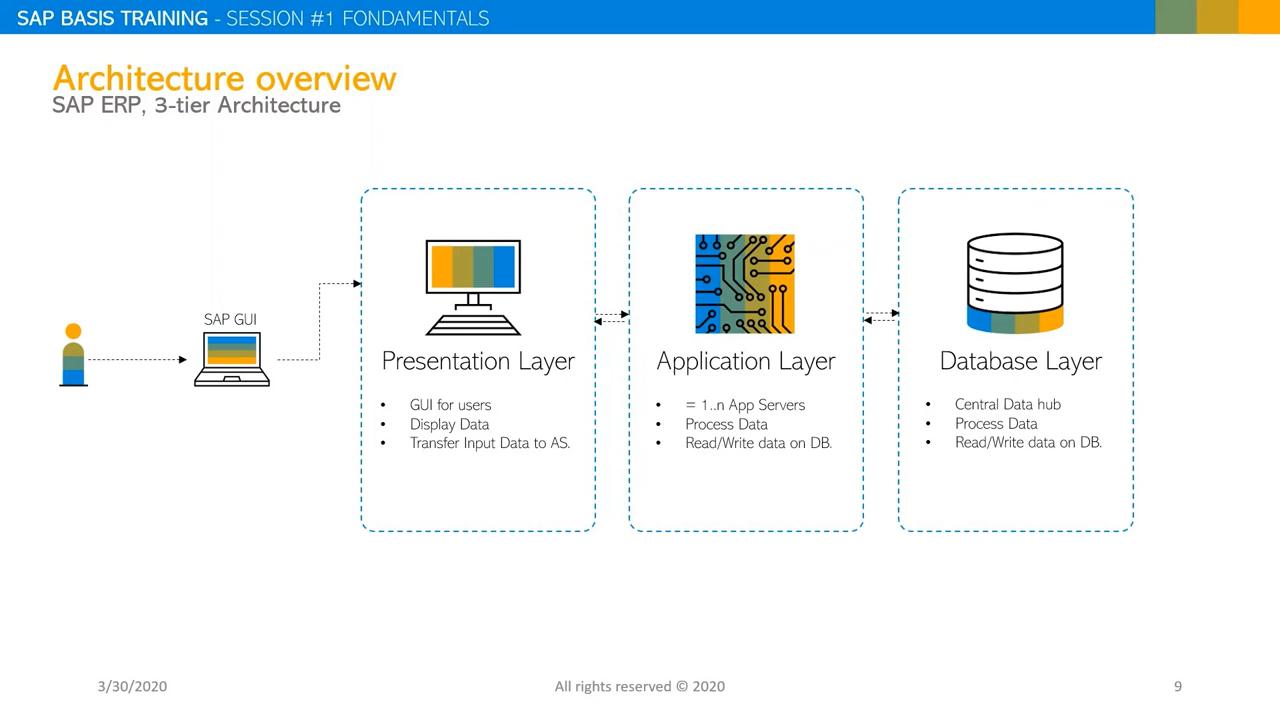 SAP BASIS TRAINING - SESSION #1 FONDAMENTALS
Architecture overview
SAP ERP, 3-tier Architecture
SAP GUI
Presentation Layer
• GUI for users
• Display Data
• Transfer Input Data to AS.
Application Layer
• = 1..n App Servers
• Process Data
• Read/Write data on DB.
Database Layer
• Central Data hub
• Process Data
• Read/Write data on DB.
3/30/2020
All rights reserved © 2020
9